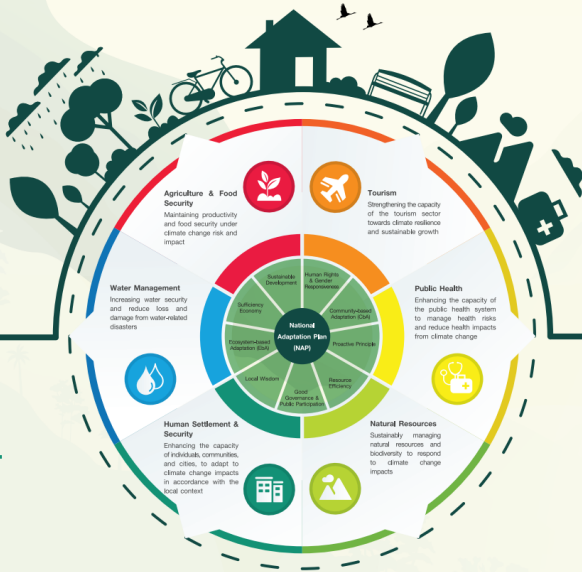 Agriculture & Food
Security
Maintaining productivity
and food security under
climate change risk and
impact
Tourism
Strengthening the capacity
of the tourism sector
towards climate resilience
and sustainable growth
Water Management
Increasing water security
and reduce loss and
damage from water-related
disasters
Public Health
Enhancing the capacity of
the public health system
to manage health risks
and reduce health impacts
from climate change
Sustainable
Development
Human Rights
& Gender
Responsiveness
Sufficiency
Economy
Community-based
Adaptation (CbA)
National
Adaptation Plan
(NAP)
Ecosystem-based
Adaptation (EbA)
Proactive Principle
Local Wisdom
Resource
Efficiency
Good
Governance &
Public Participation
Human Settlement &
Security
Enhancing the capacity
of individuals, communities,
and cities, to adapt to
climate change impacts
in accordance with the
local context
Natural Resources
Sustainably managing
natural resources and
biodiversity to respond
to climate change
impacts